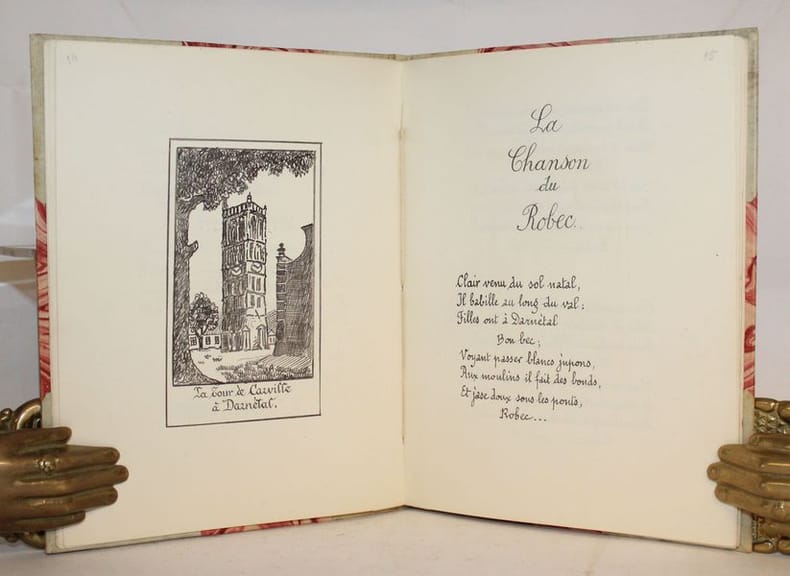 La Tour de Carville
à Darnétal.
15
La
Chanson
du
Robec.
Clair venu du sol natal,
Il babille au long du val ;
Filles ont à Darnétal
Bon bec ;
Voyant passer blancs jupons,
Aux moulins il fait des bonds,
Et jase doux sous les ponts,
Robec...